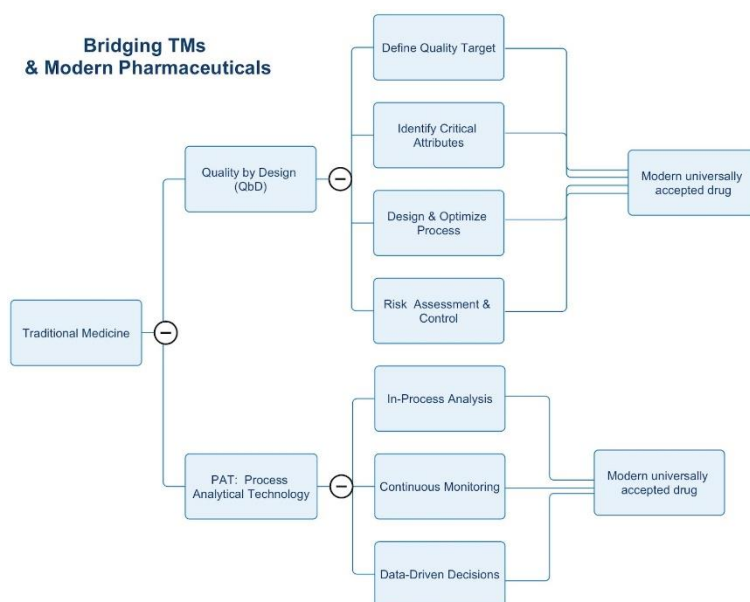 Bridging TMs
& Modern Pharmaceuticals
Define Quality Target
Identify Critical
Attributes
Quality by Design
(QbD)
Modern universally
accepted drug
Design & Optimize
Process
Risk Assessment &
Control
Traditional Medicine
In-Process Analysis
PAT: Process
Analytical Technology
Continuous Monitoring
Modern universally
accepted drug
Data-Driven Decisions